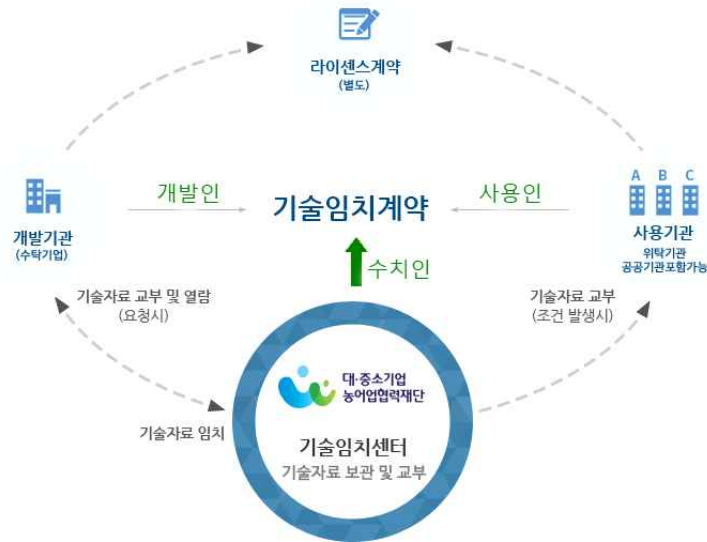 라이센스계약
(별도)
개발인
사용인
기술임치계약
A B C
개발기관
(수탁기업)
사용기관
위탁기관
공공기관포함가능
수치인
기술자료 교부 및 열람
(요청시)
기술자료 교부
(조건 발생시)
대·중소기업
농어업협력재단
기술자료 임치
기술임치센터
기술자료 보관 및 교부